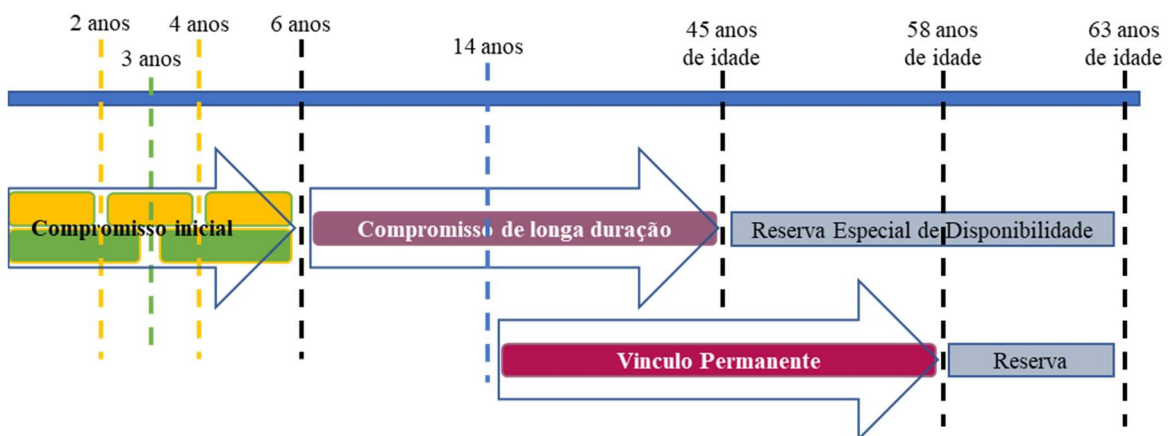 2 anos
3 anos
4 anos
6 anos
14 anos
45 anos
de idade
58 anos
de idade
63 anos
de idade
Compromisso inicial
Compromisso de longa duração
Reserva Especial de Disponibilidade
Vinculo Permanente
Reserva